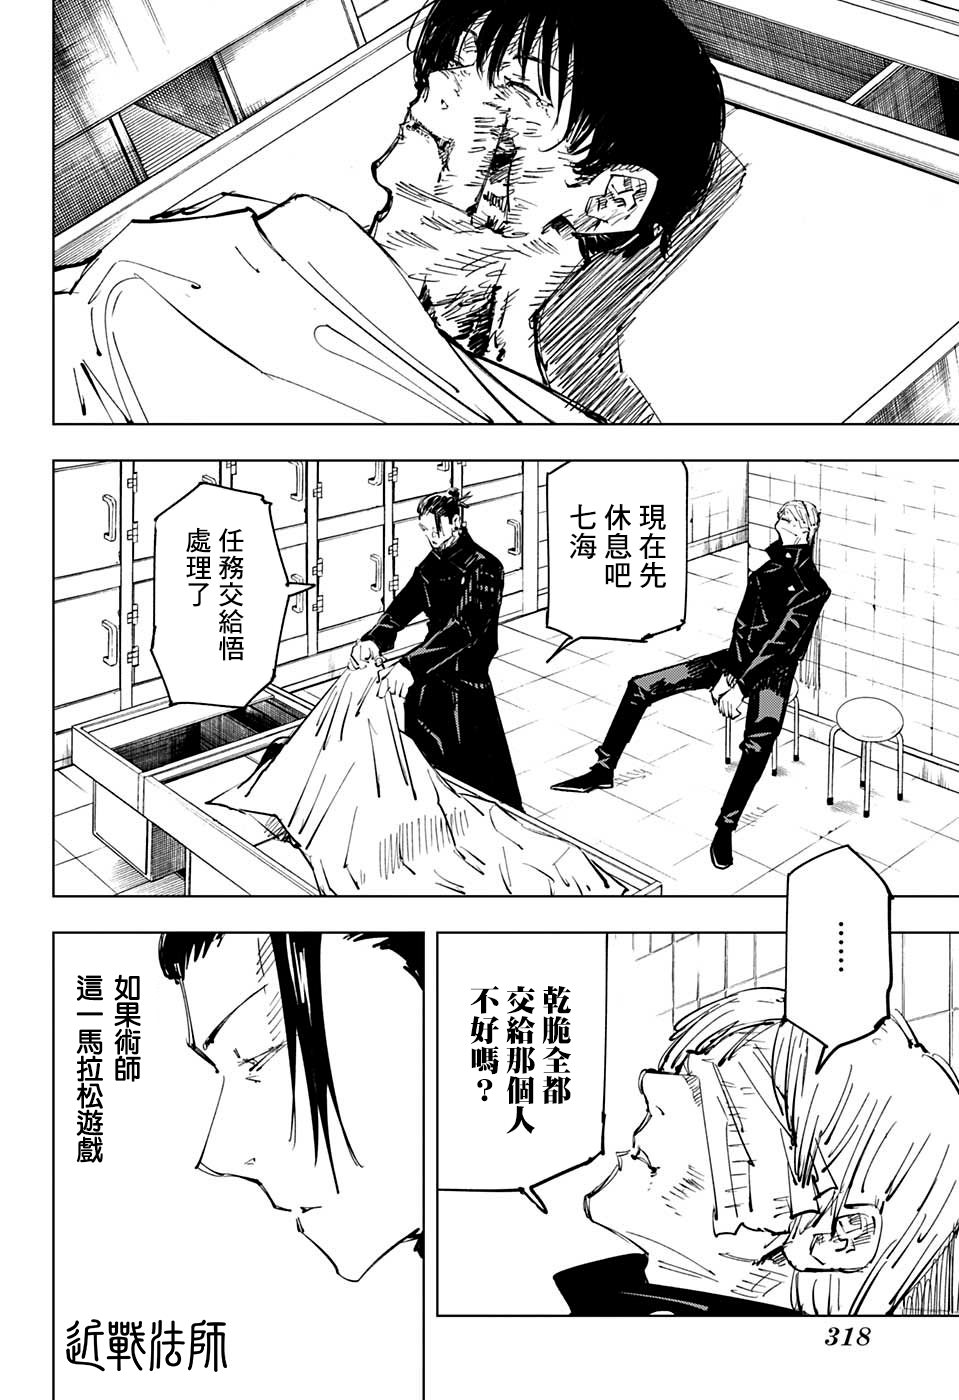 現在先
休息吧
七海
任務交給悟
處理了
……
乾脆全都
交給那個人
不好嗎？
如果術師
這一馬拉松遊戲
近戰法師
318